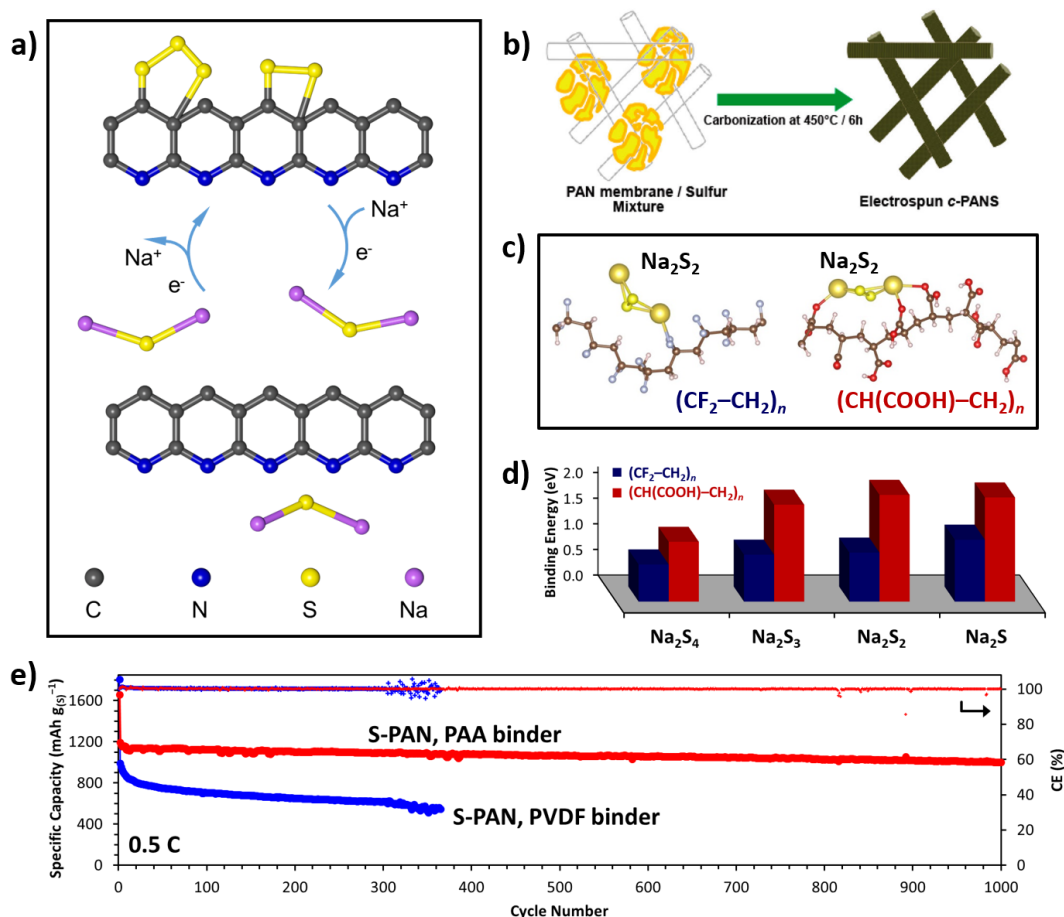 a)
Na⁺
e⁻
Na⁺
e⁻
C
N
S
Na
b)
Carbonization at 450°C / 6h
PAN membrane / Sulfur
Mixture
Electrospun c-PANS
c)
Na₂S₂
Na₂S₂
(CF₂–CH₂)ₙ
(CH(COOH)–CH₂)ₙ
d)
Binding Energy (eV)
2.0
1.5
1.0
0.5
0.0
(CF₂–CH₂)ₙ
(CH(COOH)–CH₂)ₙ
Na₂S₄
Na₂S₃
Na₂S₂
Na₂S
e)
Specific Capacity (mAh g₍S₎⁻¹)
1600
1200
800
400
0
S-PAN, PAA binder
S-PAN, PVDF binder
0.5 C
100
80
60
40
20
0
CE (%)
0
100
200
300
400
500
600
700
800
900
1000
Cycle Number